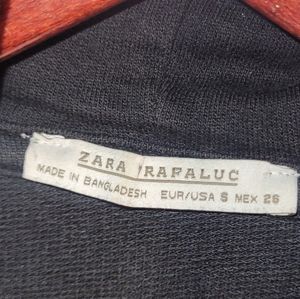 ZARA TRAFALUC
MADE IN BANGLADESH EUR/USA S MEX 26